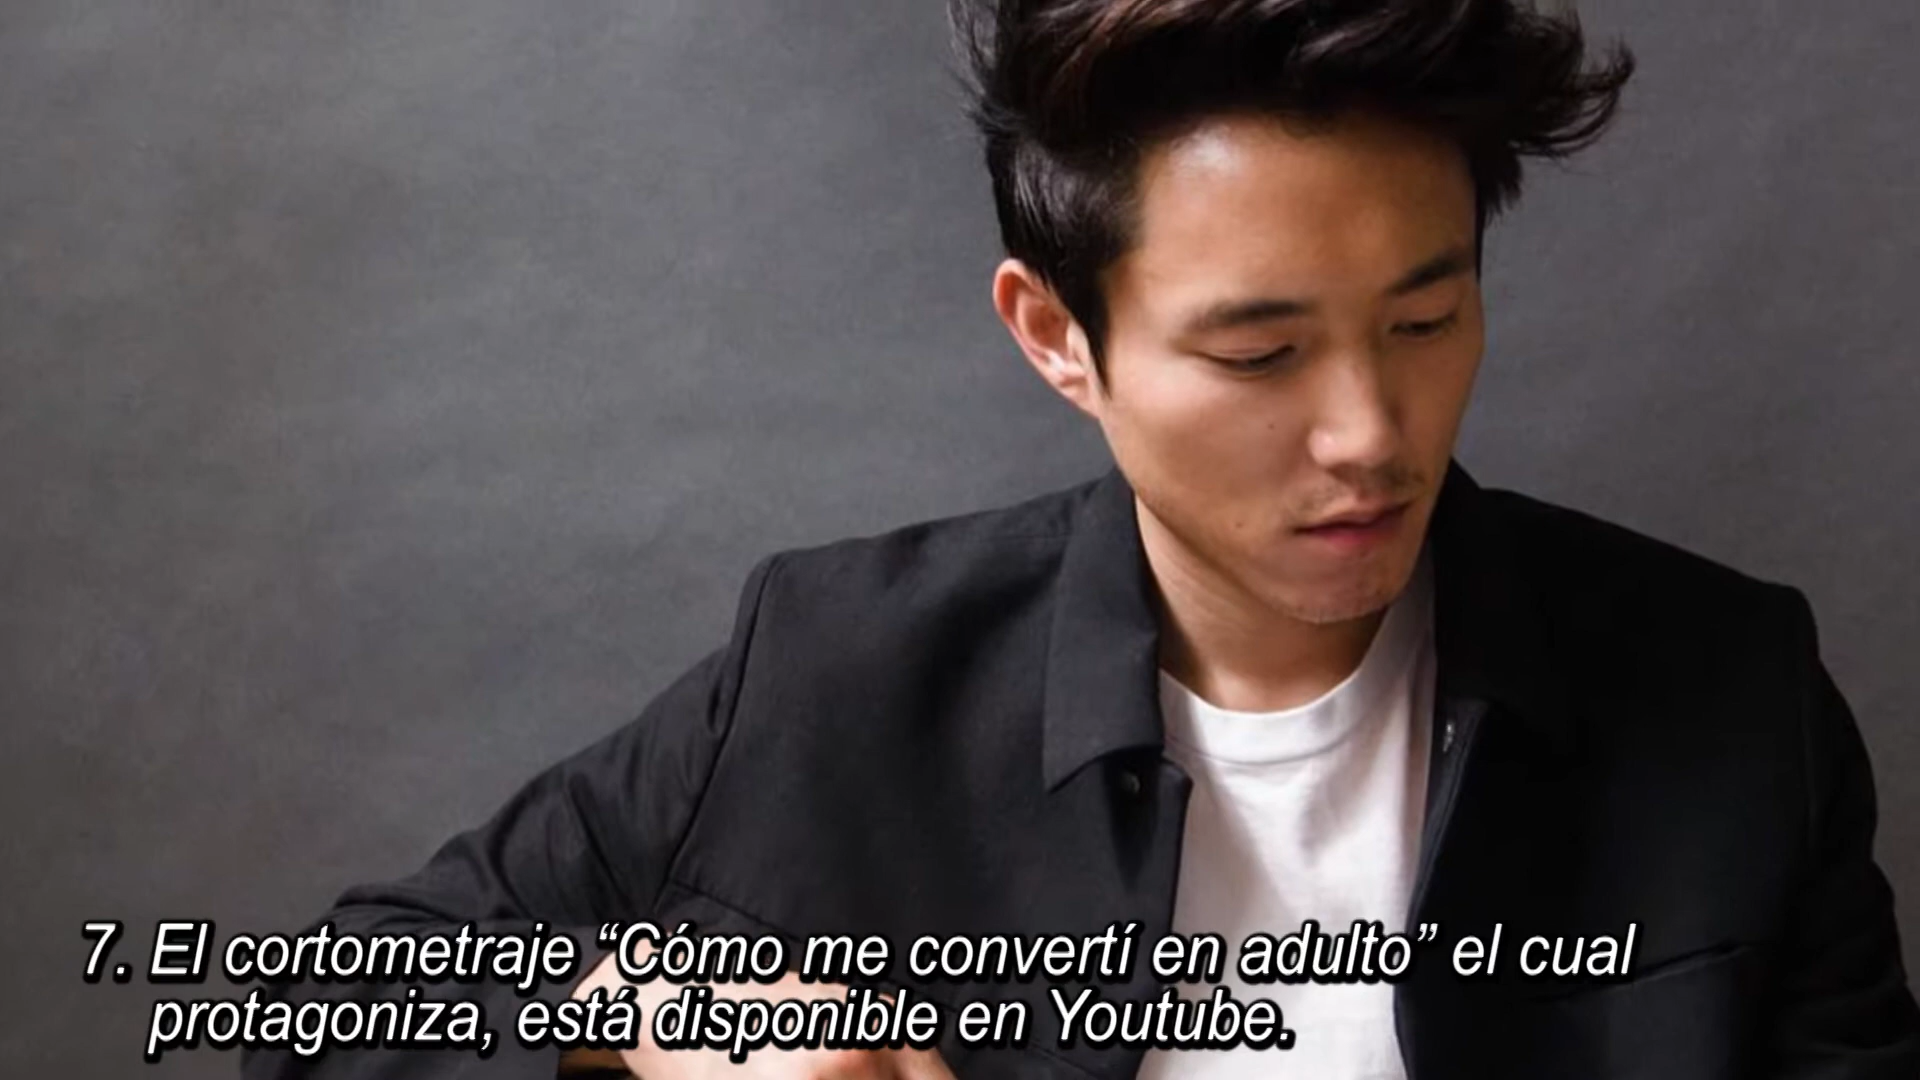 7. El cortometraje “Cómo me convertí en adulto” el cual
protagoniza, está disponible en Youtube.